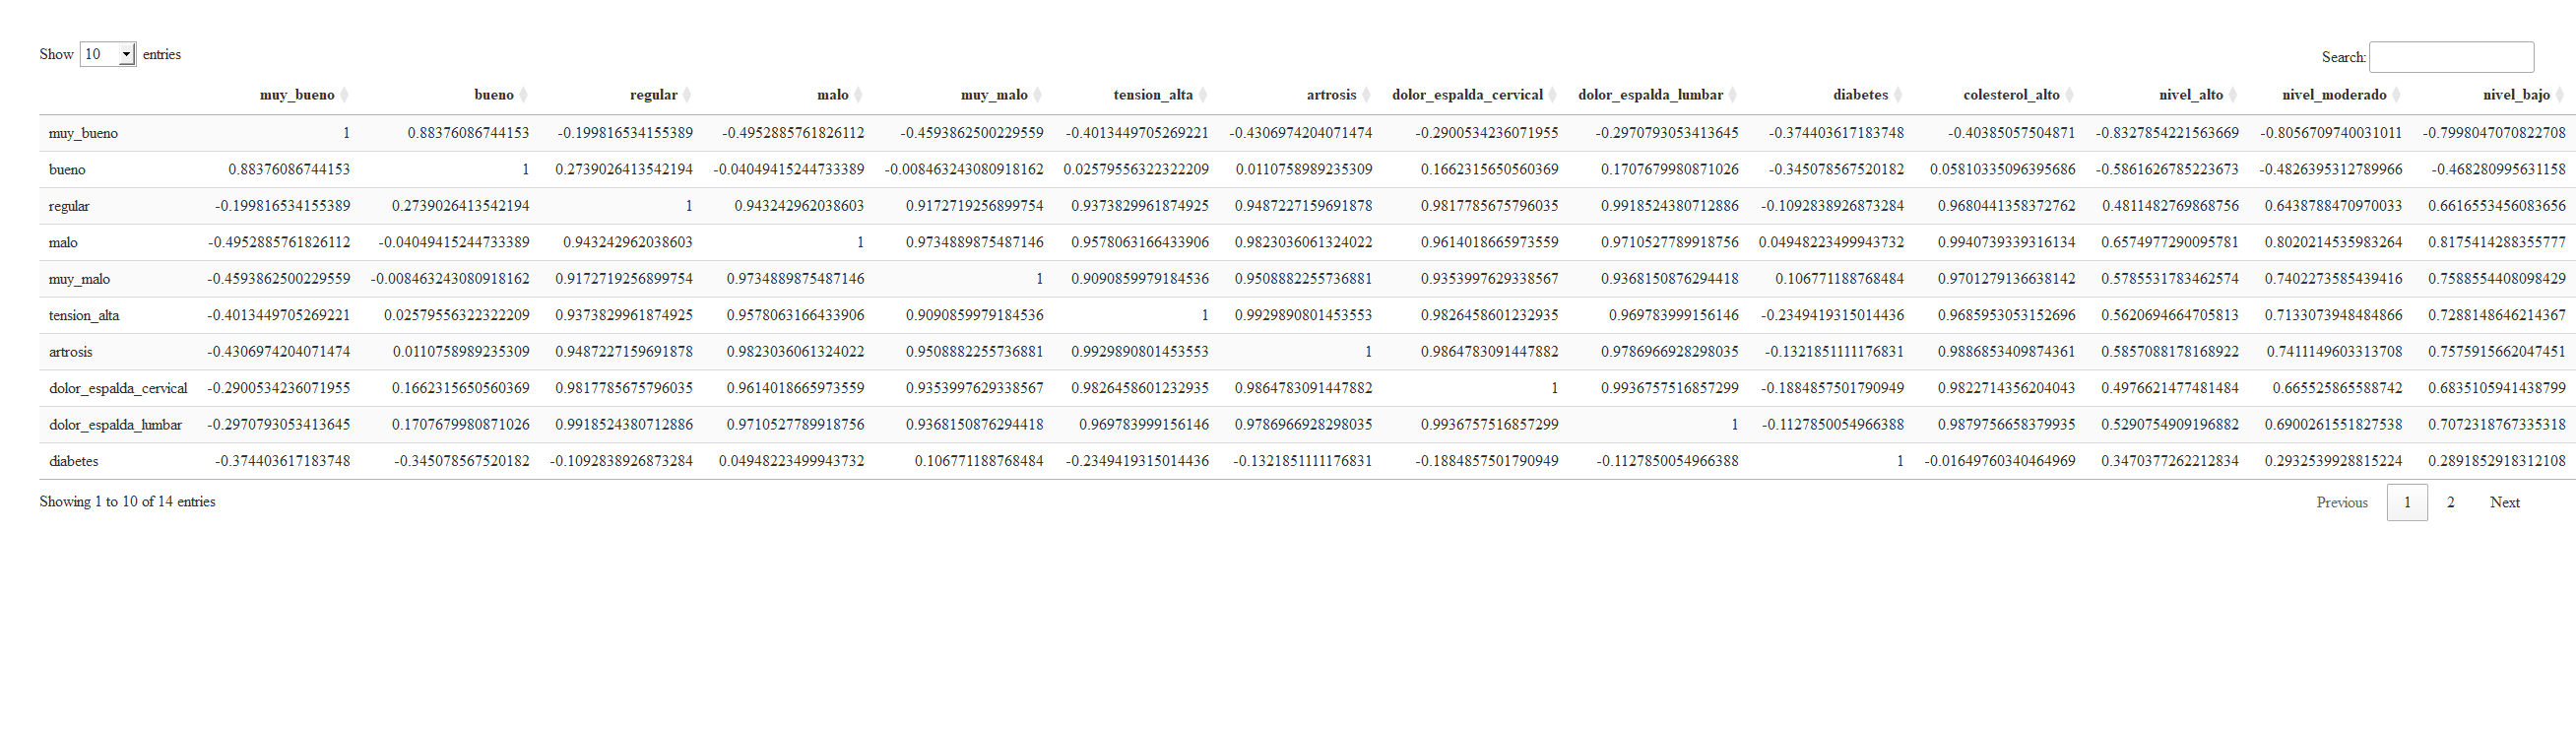 Show 10 entries Search:
muy_bueno bueno regular malo muy_malo tension_alta artrosis dolor_espalda_cervical dolor_espalda_lumbar diabetes colesterol_alto nivel_alto nivel_moderado nivel_bajo
muy_bueno 1 0.88376086744153 -0.199816534155389 -0.4952885761826112 -0.4593862500229559 -0.4013449705269221 -0.4306974204071474 -0.2900534236071955 -0.2970793053413645 -0.374403617183748 -0.40385057504871 -0.8327854221563669 -0.8056709740031011 -0.7998047070822708
bueno 0.88376086744153 1 0.2739026413542194 -0.04049415244733389 -0.008463243080918162 0.02579556322322209 0.0110758989235309 0.1662315650560369 0.1707679980871026 -0.345078567520182 0.05810335096395686 -0.5861626785223673 -0.4826395312789966 -0.468280995631158
regular -0.199816534155389 0.2739026413542194 1 0.943242962038603 0.9172719256899754 0.9373829961874925 0.9487227159691878 0.9817785675796035 0.9918524380712886 -0.1092838926873284 0.9680441358372762 0.4811482769868756 0.6438788470970033 0.6616553456083656
malo -0.4952885761826112 -0.04049415244733389 0.943242962038603 1 0.9734889875487146 0.9578063166433906 0.9823036061324022 0.9614018665973559 0.9710527789918756 0.04948223499943732 0.9940739339316134 0.6574977290095781 0.8020214535983264 0.8175414288355777
muy_malo -0.4593862500229559 -0.008463243080918162 0.9172719256899754 0.9734889875487146 1 0.9090859979184536 0.9508882255736881 0.9353997629338567 0.9368150876294418 0.106771188768484 0.9701279136638142 0.5785531783462574 0.7402273585439416 0.7588554408098429
tension_alta -0.4013449705269221 0.02579556322322209 0.9373829961874925 0.9578063166433906 0.9090859979184536 1 0.9929890801453553 0.9826458601232935 0.969783999156146 -0.2349419315014436 0.9685953053152696 0.5620694664705813 0.7133073948484866 0.7288148646214367
artrosis -0.4306974204071474 0.0110758989235309 0.9487227159691878 0.9823036061324022 0.9508882255736881 0.9929890801453553 1 0.9864783091447882 0.9786966928298035 -0.1321851111176831 0.9886853409874361 0.5857088178168922 0.7411149603313708 0.7575915662047451
dolor_espalda_cervical -0.2900534236071955 0.1662315650560369 0.9817785675796035 0.9614018665973559 0.9353997629338567 0.9826458601232935 0.9864783091447882 1 0.9936757516857299 -0.1884857501790949 0.9822714356204043 0.4976621477481484 0.665525865588742 0.6835105941438799
dolor_espalda_lumbar -0.2970793053413645 0.1707679980871026 0.9918524380712886 0.9710527789918756 0.9368150876294418 0.969783999156146 0.9786966928298035 0.9936757516857299 1 -0.1127850054966388 0.9879756658379935 0.5290754909196882 0.6900261551827538 0.7072318767335318
diabetes -0.374403617183748 -0.345078567520182 -0.1092838926873284 0.04948223499943732 0.106771188768484 -0.2349419315014436 -0.1321851111176831 -0.1884857501790949 -0.1127850054966388 1 -0.01649760340464969 0.3470377262212834 0.2932539928815224 0.2891852918312108
Showing 1 to 10 of 14 entries Previous 1 2 Next